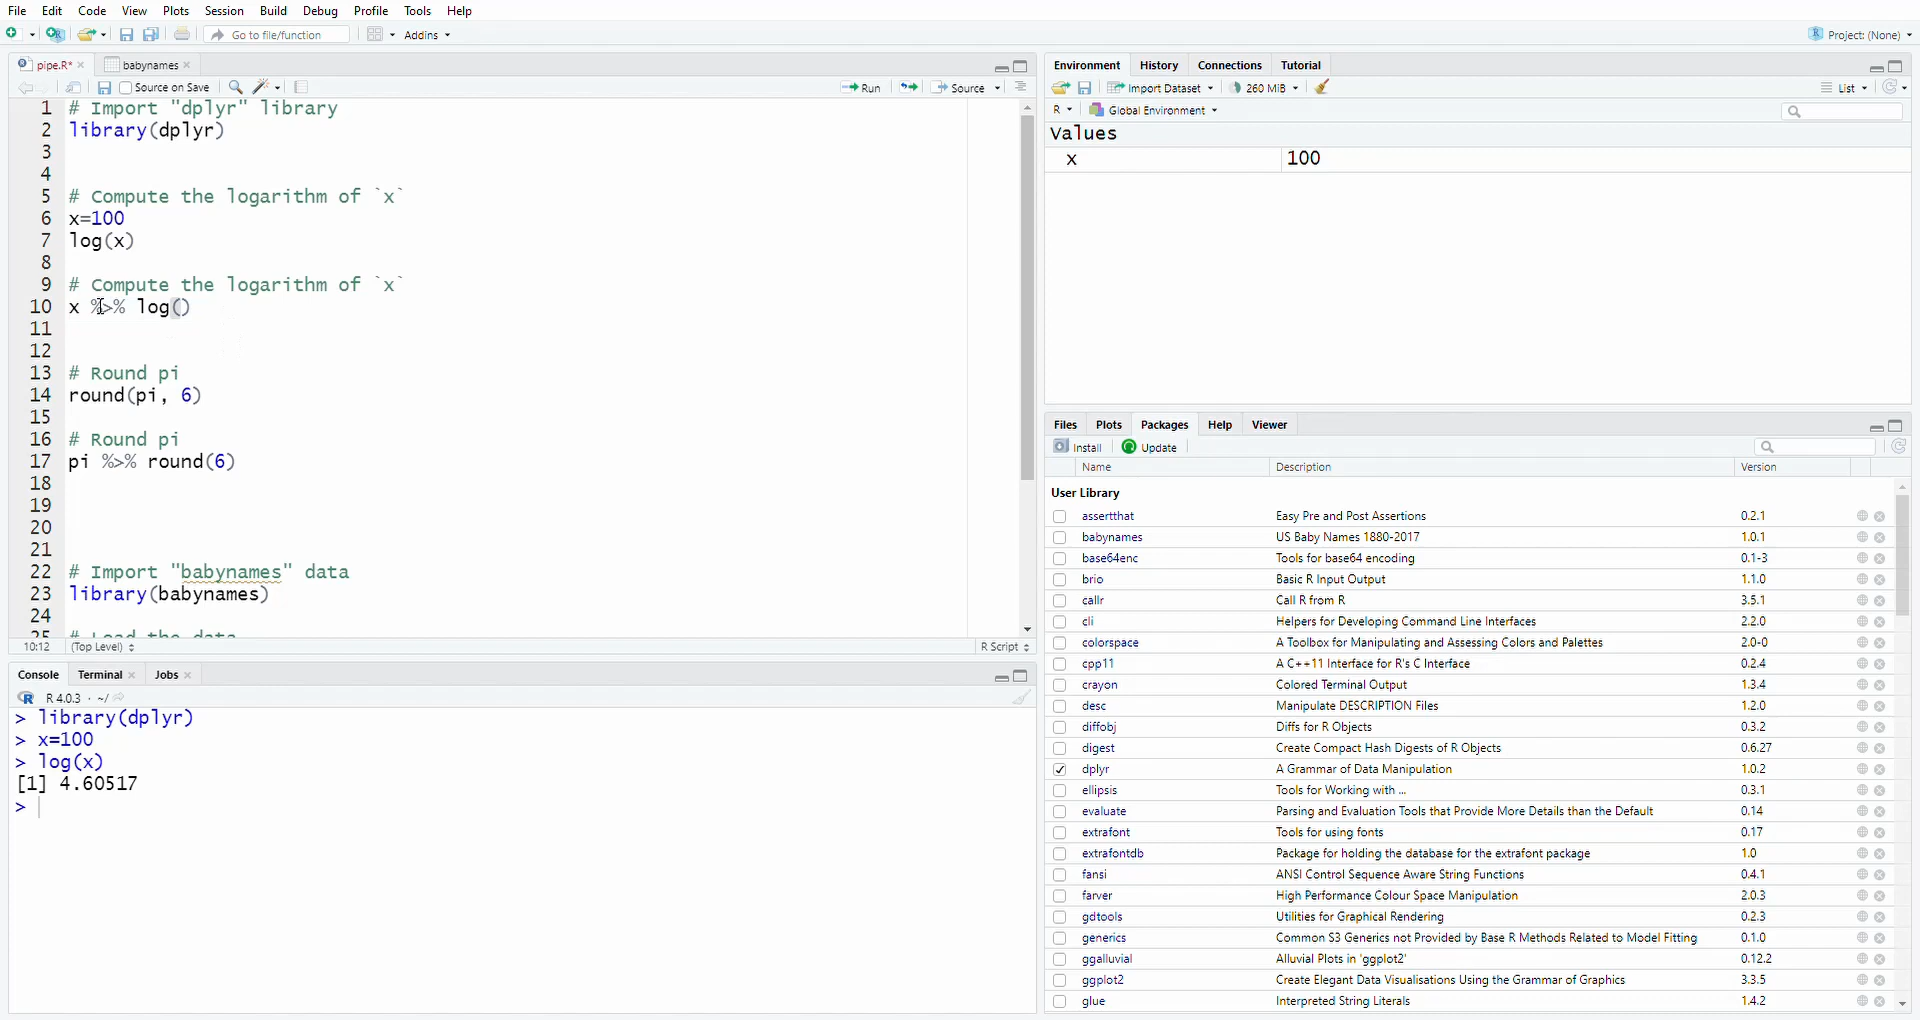 File Edit Code View Plots Session Build Debug Profile Tools Help
Go to file/function Addins Project: (None)
pipe.R* babynames
Source on Save Run Source
1 # Import "dplyr" library
2 library(dplyr)
3
4
5 # Compute the logarithm of `x`
6 x=100
7 log(x)
8
9 # Compute the logarithm of `x`
10 x %>% log()
11
12
13 # Round pi
14 round(pi, 6)
15
16 # Round pi
17 pi %>% round(6)
18
19
20
21
22 # Import "babynames" data
23 library(babynames)
24
25 # Load the data
10:12 (Top Level) R Script
Console Terminal Jobs
R 4.0.3 · ~/
> library(dplyr)
> x=100
> log(x)
[1] 4.60517
>
Environment History Connections Tutorial
Import Dataset 260 MiB List
R Global Environment
Values
x 100
Files Plots Packages Help Viewer
Install Update
Name Description Version
User Library
assertthat Easy Pre and Post Assertions 0.2.1
babynames US Baby Names 1880-2017 1.0.1
base64enc Tools for base64 encoding 0.1-3
brio Basic R Input Output 1.1.0
callr Call R from R 3.5.1
cli Helpers for Developing Command Line Interfaces 2.2.0
colorspace A Toolbox for Manipulating and Assessing Colors and Palettes 2.0-0
cpp11 A C++11 Interface for R's C Interface 0.2.4
crayon Colored Terminal Output 1.3.4
desc Manipulate DESCRIPTION Files 1.2.0
diffobj Diffs for R Objects 0.3.2
digest Create Compact Hash Digests of R Objects 0.6.27
dplyr A Grammar of Data Manipulation 1.0.2
ellipsis Tools for Working with ... 0.3.1
evaluate Parsing and Evaluation Tools that Provide More Details than the Default 0.14
extrafont Tools for using fonts 0.17
extrafontdb Package for holding the database for the extrafont package 1.0
fansi ANSI Control Sequence Aware String Functions 0.4.1
farver High Performance Colour Space Manipulation 2.0.3
gdtools Utilities for Graphical Rendering 0.2.3
generics Common S3 Generics not Provided by Base R Methods Related to Model Fitting 0.1.0
ggalluvial Alluvial Plots in 'ggplot2' 0.12.2
ggplot2 Create Elegant Data Visualisations Using the Grammar of Graphics 3.3.5
glue Interpreted String Literals 1.4.2